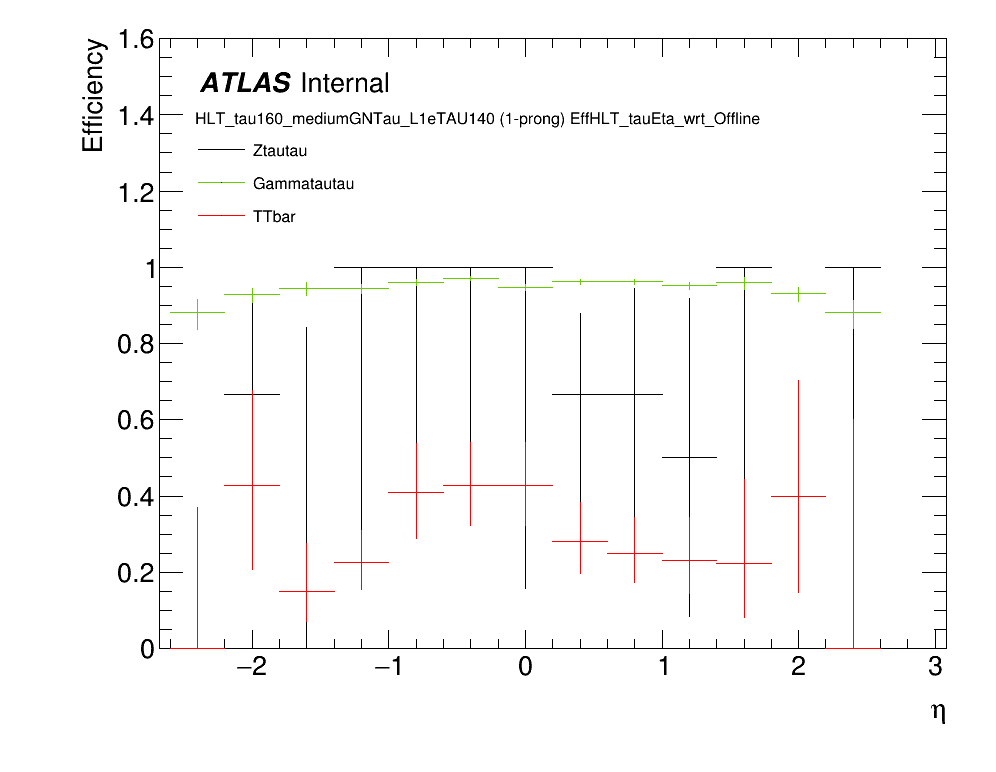 Efficiency
1.6
1.4
1.2
1
0.8
0.6
0.4
0.2
0
ATLAS Internal
HLT_tau160_mediumGNTau_L1eTAU140 (1-prong) EffHLT_tauEta_wrt_Offline
Ztautau
Gammatautau
TTbar
−2 −1 0 1 2 3
η